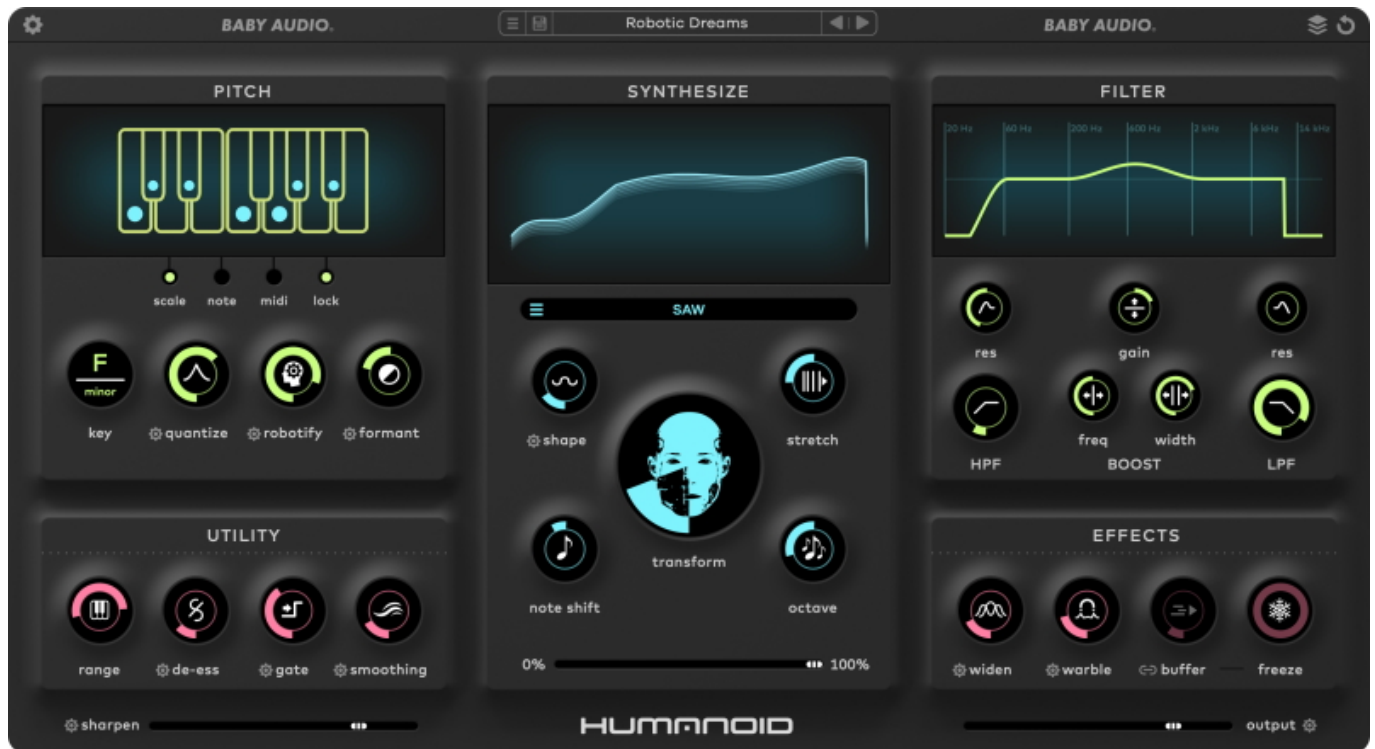 BABY AUDIO.
Robotic Dreams
BABY AUDIO.
PITCH
scale note midi lock
F
minor
key quantize robotify formant
SYNTHESIZE
SAW
shape
stretch
transform
note shift
octave
0% 100%
FILTER
20 Hz 60 Hz 200 Hz 600 Hz 2 kHz 6 kHz 16 kHz
res gain res
freq width
HPF BOOST LPF
UTILITY
range de-ess gate smoothing
EFFECTS
widen warble buffer freeze
sharpen
HUMANOID
output